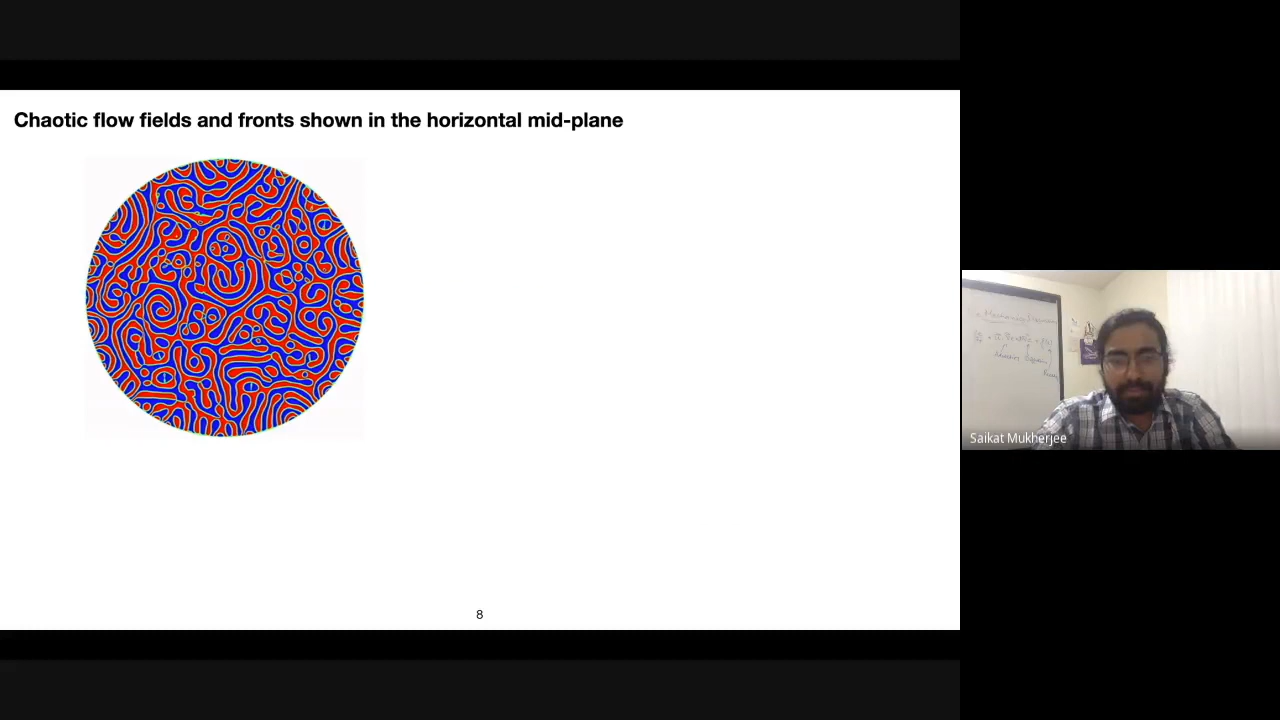 Chaotic flow fields and fronts shown in the horizontal mid-plane
8
Saikat Mukherjee